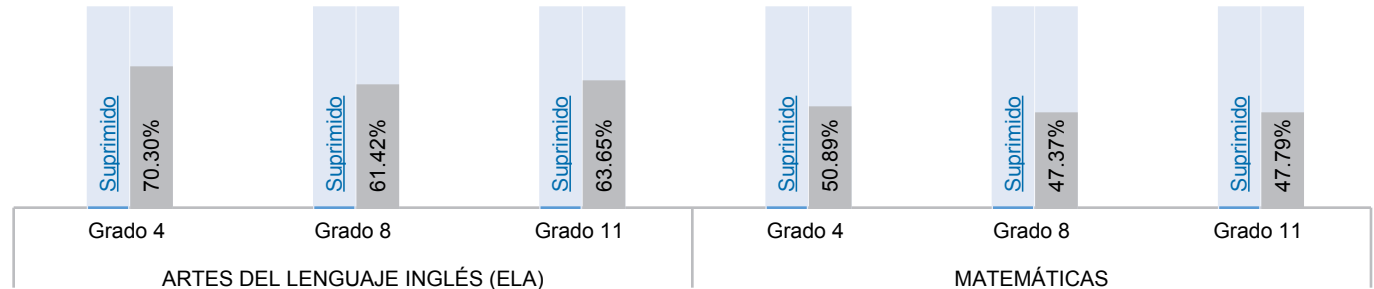 Suprimido
70.30%
Suprimido
61.42%
Suprimido
63.65%
Suprimido
50.89%
Suprimido
47.37%
Suprimido
47.79%
Grado 4
Grado 8
Grado 11
Grado 4
Grado 8
Grado 11
ARTES DEL LENGUAJE INGLÉS (ELA)
MATEMÁTICAS